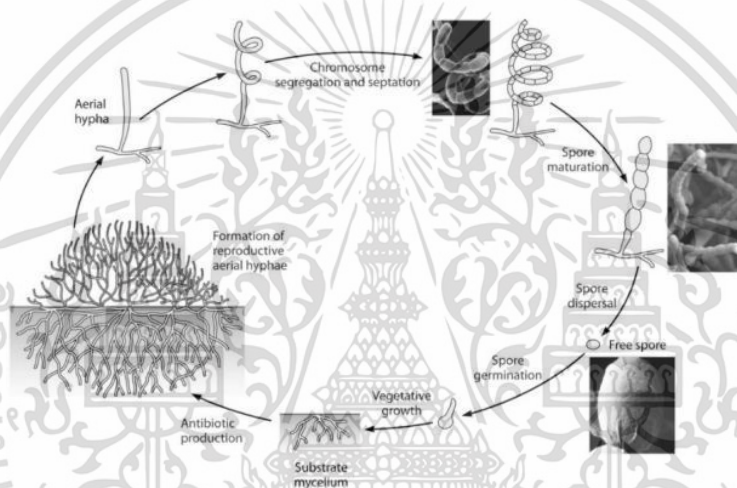 Chromosome
segregation and septation
Aerial
hypha
Spore
maturation
Formation of
reproductive
aerial hyphae
Spore
dispersal
Free spore
Spore
germination
Vegetative
growth
Antibiotic
production
Substrate
mycelium